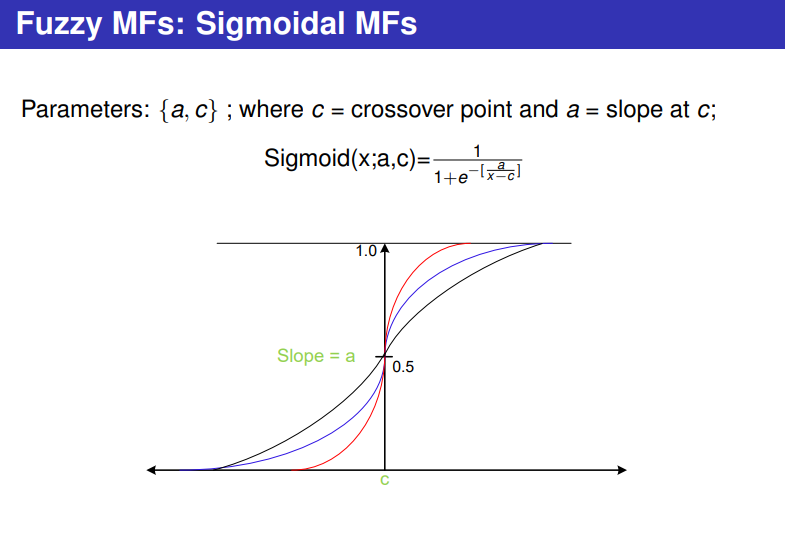 Fuzzy MFs: Sigmoidal MFs
Parameters: {a, c} ; where c = crossover point and a = slope at c;
Sigmoid(x;a,c)=1/(1+e^−[a/(x−c)])
1.0
Slope = a
0.5
c